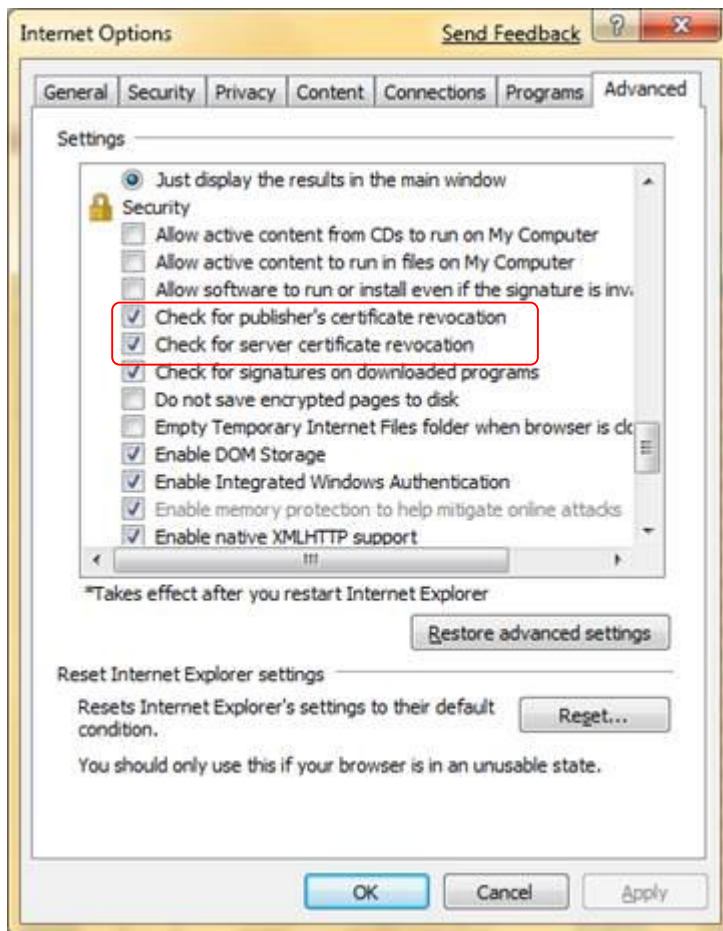 Internet Options
Send Feedback
?
General Security Privacy Content Connections Programs Advanced
Settings
Just display the results in the main window
Security
Allow active content from CDs to run on My Computer
Allow active content to run in files on My Computer
Allow software to run or install even if the signature is inva
Check for publisher's certificate revocation
Check for server certificate revocation
Check for signatures on downloaded programs
Do not save encrypted pages to disk
Empty Temporary Internet Files folder when browser is clo
Enable DOM Storage
Enable Integrated Windows Authentication
Enable memory protection to help mitigate online attacks
Enable native XMLHTTP support
*Takes effect after you restart Internet Explorer
Restore advanced settings
Reset Internet Explorer settings
Resets Internet Explorer's settings to their default
condition.
Reset...
You should only use this if your browser is in an unusable state.
OK Cancel Apply